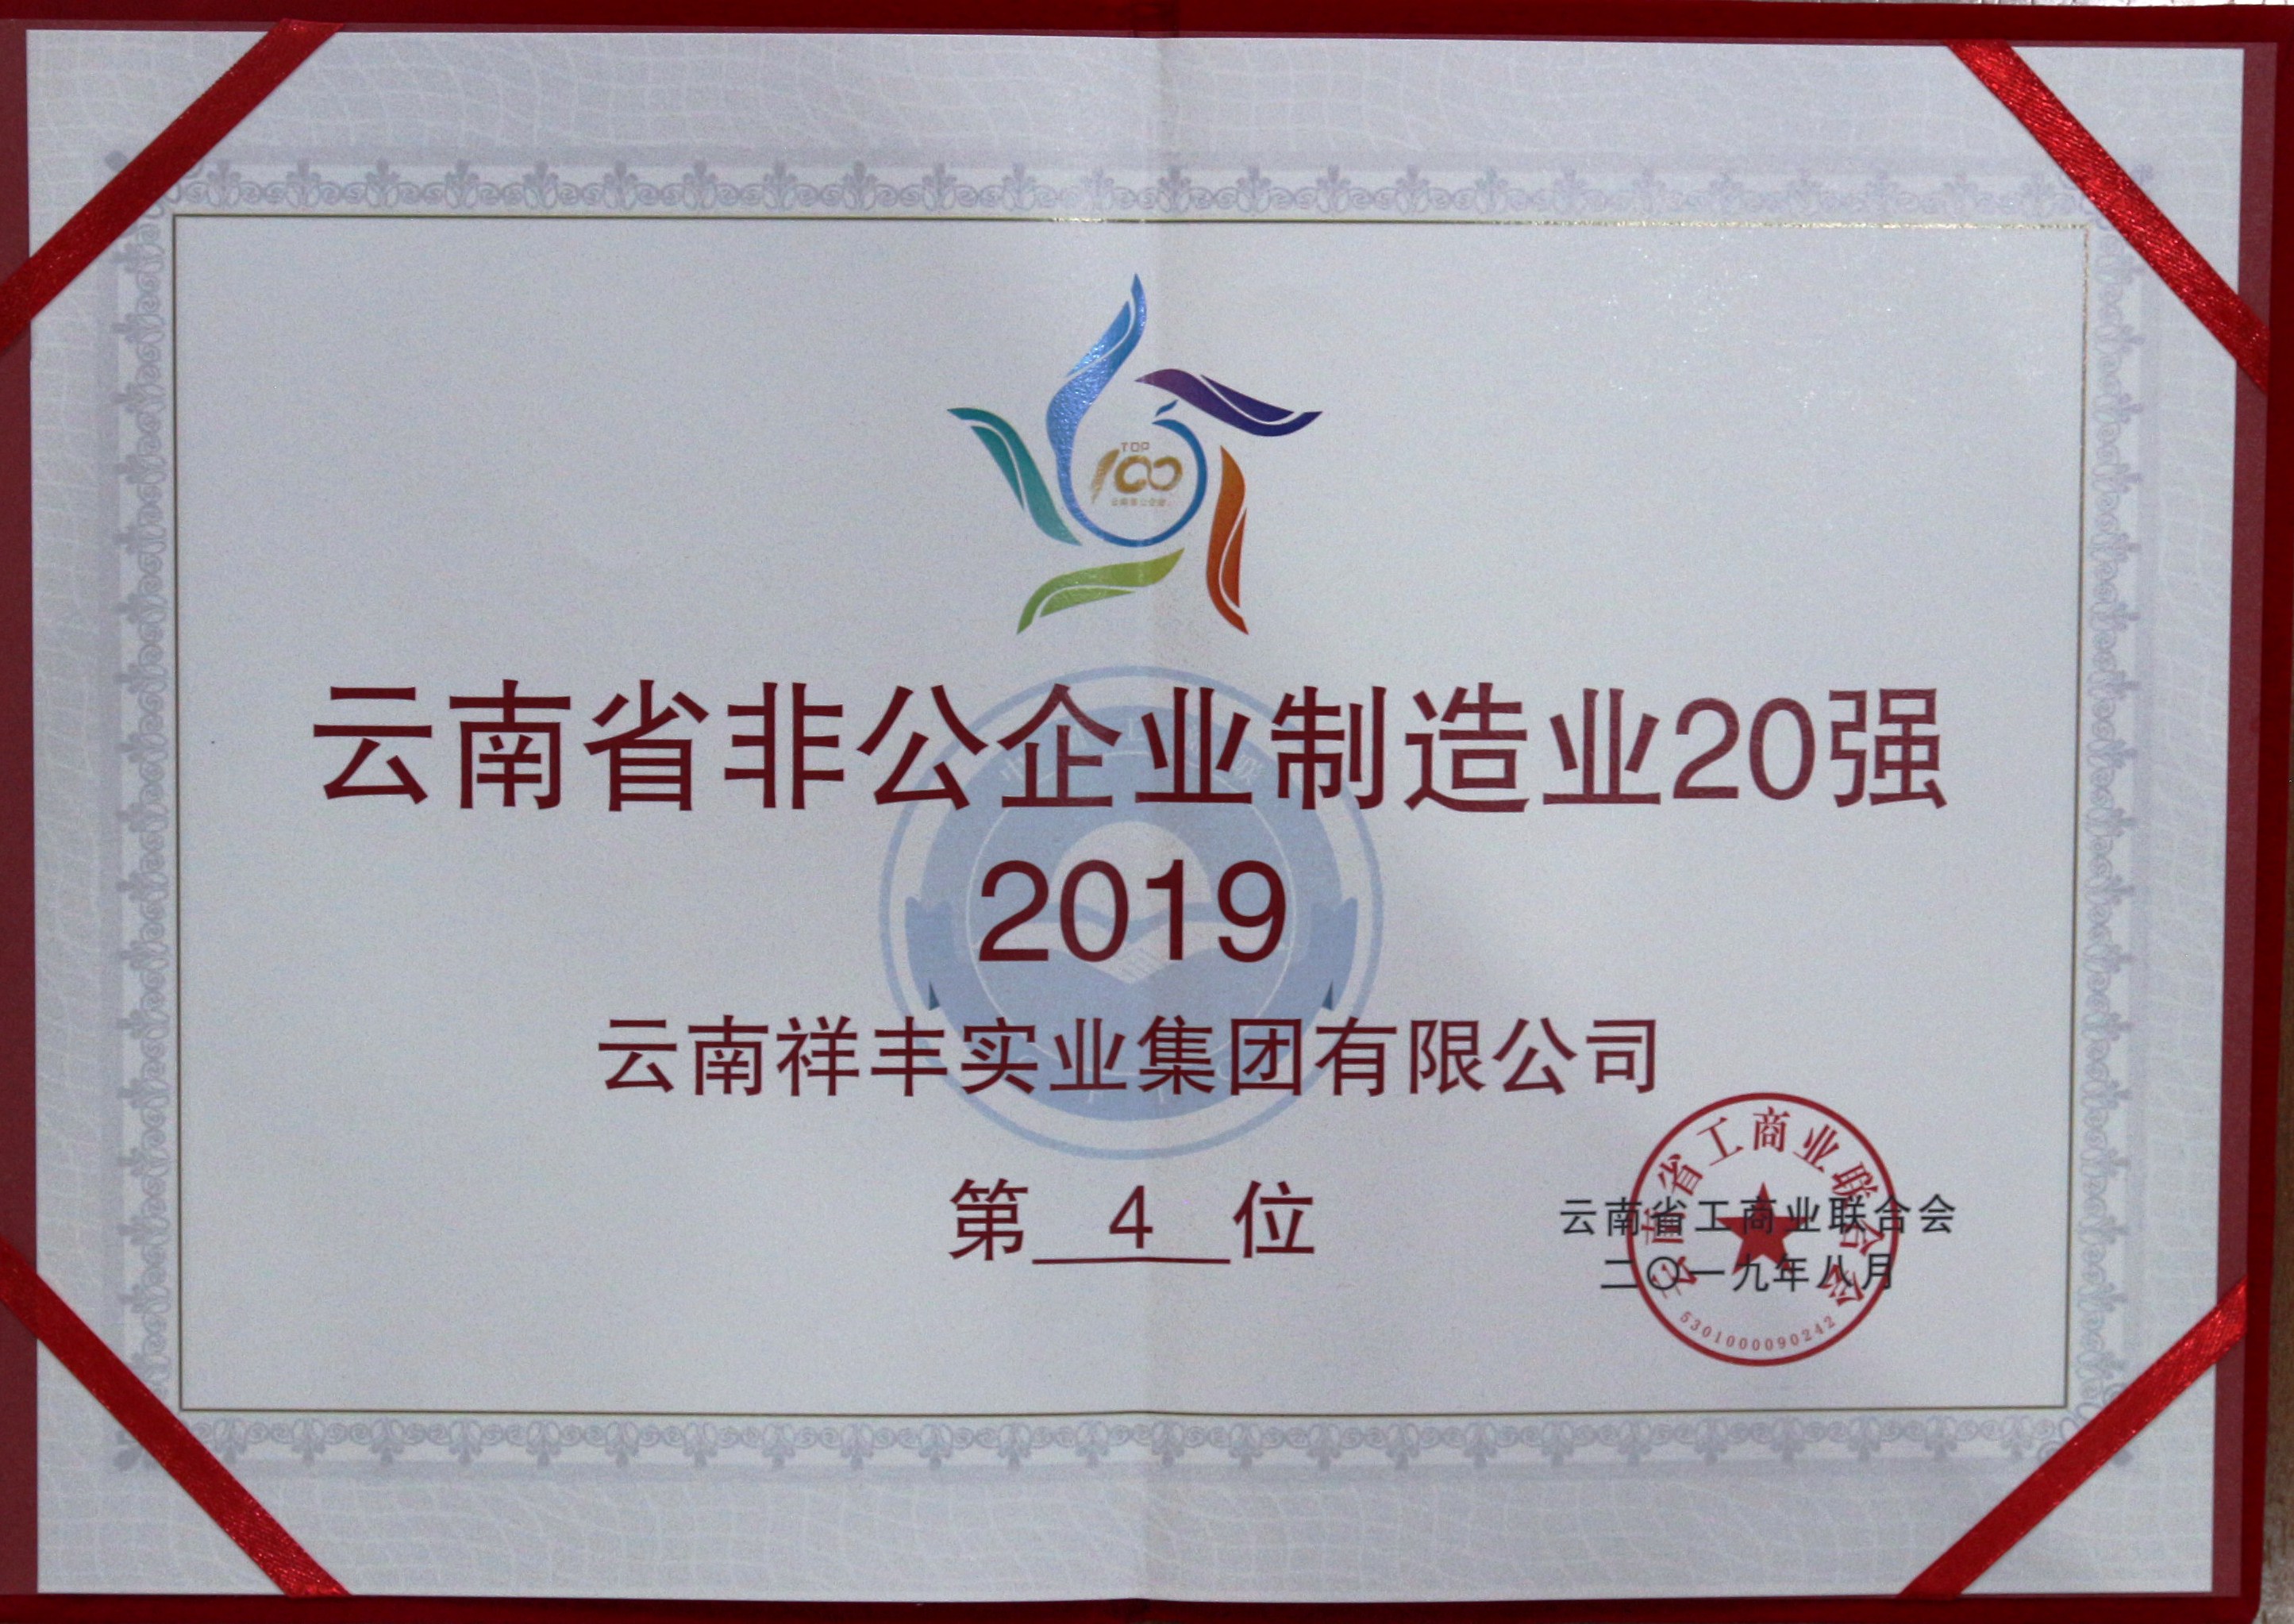 TOP
100
云南省非公企业制造业20强
2019
云南祥丰实业集团有限公司
第 4 位
云南省工商业联合会
二〇一九年八月
云南省工商业联合会
5301000090242